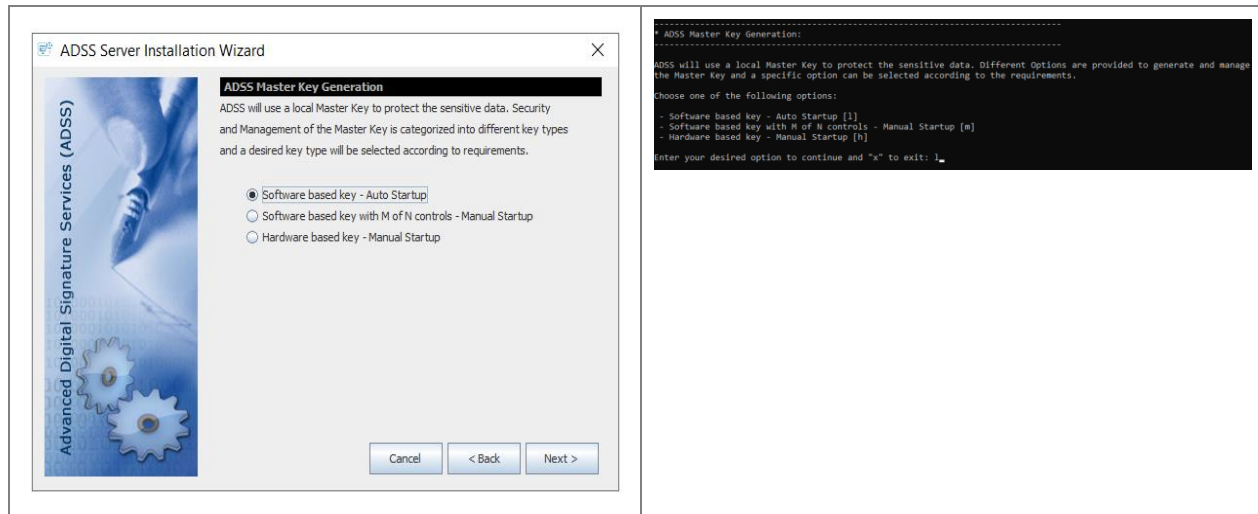 ADSS Server Installation Wizard
Advanced Digital Signature Services (ADSS)
ADSS Master Key Generation
ADSS will use a local Master Key to protect the sensitive data. Security
and Management of the Master Key is categorized into different key types
and a desired key type will be selected according to requirements.
Software based key - Auto Startup
Software based key with M of N controls - Manual Startup
Hardware based key - Manual Startup
Cancel
< Back
Next >
--------------------------------------------------------------------------------
* ADSS Master Key Generation:
--------------------------------------------------------------------------------
ADSS will use a local Master Key to protect the sensitive data. Different Options are provided to generate and manage
the Master Key and a specific option can be selected according to the requirements.
Choose one of the following options:
- Software based key - Auto Startup [l]
- Software based key with M of N controls - Manual Startup [m]
- Hardware based key - Manual Startup [h]
Enter your desired option to continue and "x" to exit: l_